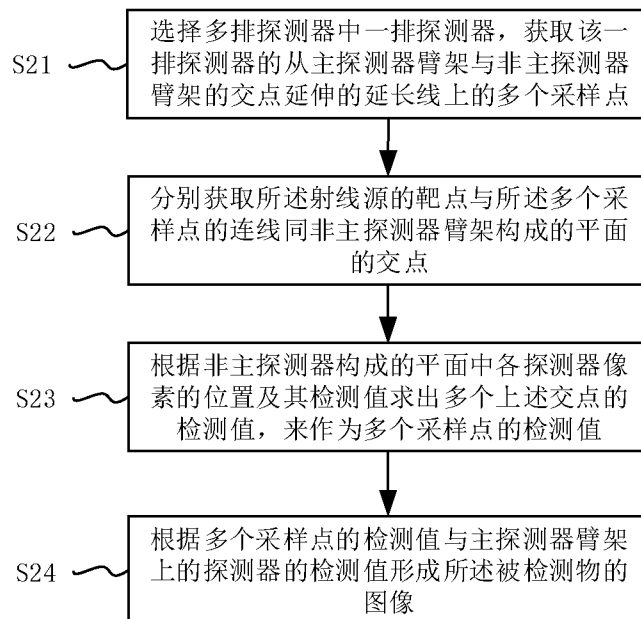 S21
选择多排探测器中一排探测器，获取该一
排探测器的从主探测器臂架与非主探测器
臂架的交点延伸的延长线上的多个采样点
S22
分别获取所述射线源的靶点与所述多个采
样点的连线同非主探测器臂架构成的平面
的交点
S23
根据非主探测器构成的平面中各探测器像
素的位置及其检测值求出多个上述交点的
检测值，来作为多个采样点的检测值
S24
根据多个采样点的检测值与主探测器臂架
上的探测器的检测值形成所述被检测物的
图像